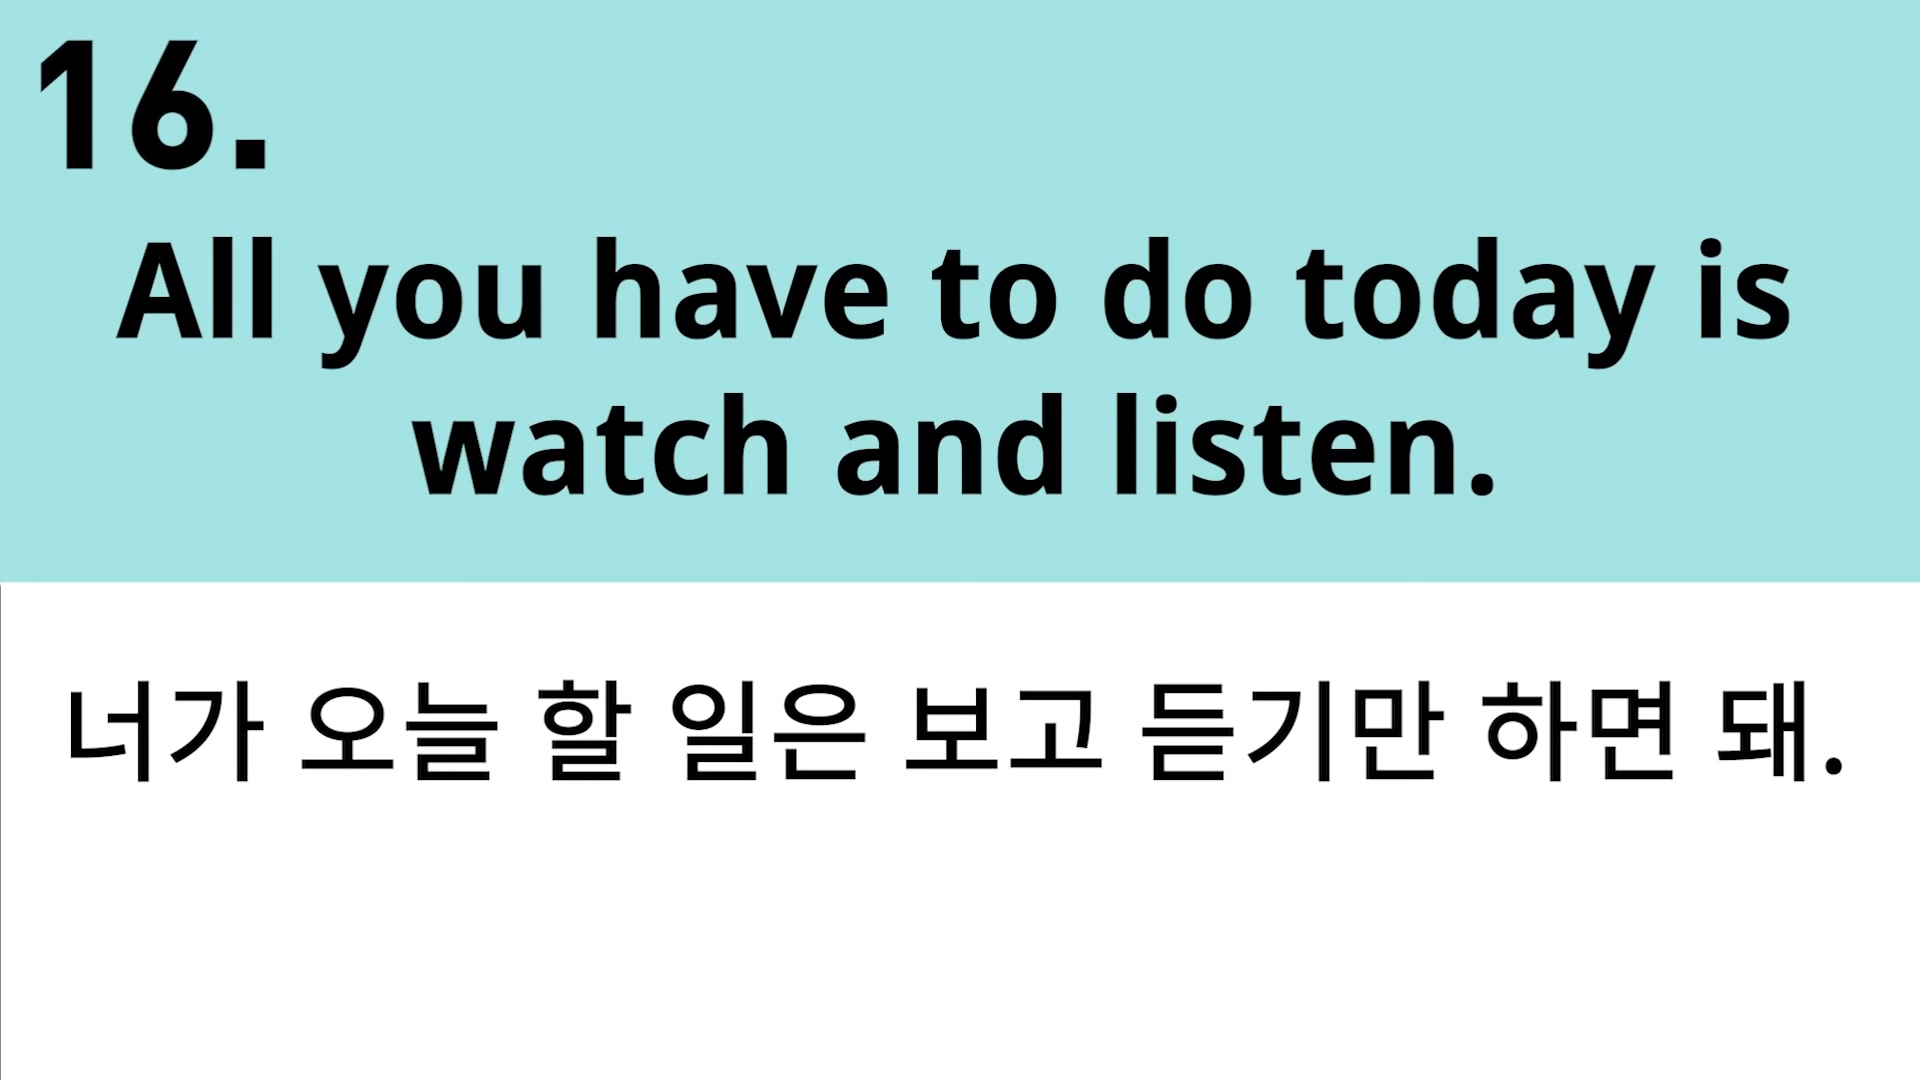 16.
All you have to do today is
watch and listen.
너가 오늘 할 일은 보고 듣기만 하면 돼.